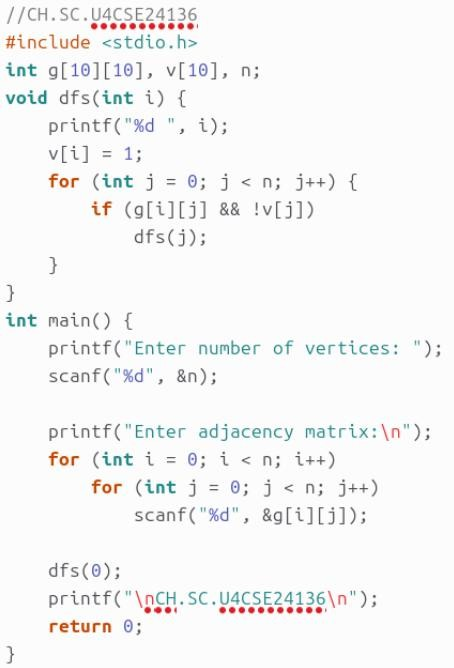 //CH.SC.U4CSE24136
#include <stdio.h>
int g[10][10], v[10], n;
void dfs(int i) {
    printf("%d ", i);
    v[i] = 1;
    for (int j = 0; j < n; j++) {
        if (g[i][j] && !v[j])
            dfs(j);
    }
}
int main() {
    printf("Enter number of vertices: ");
    scanf("%d", &n);

    printf("Enter adjacency matrix:\n");
    for (int i = 0; i < n; i++)
        for (int j = 0; j < n; j++)
            scanf("%d", &g[i][j]);

    dfs(0);
    printf("\nCH.SC.U4CSE24136\n");
    return 0;
}